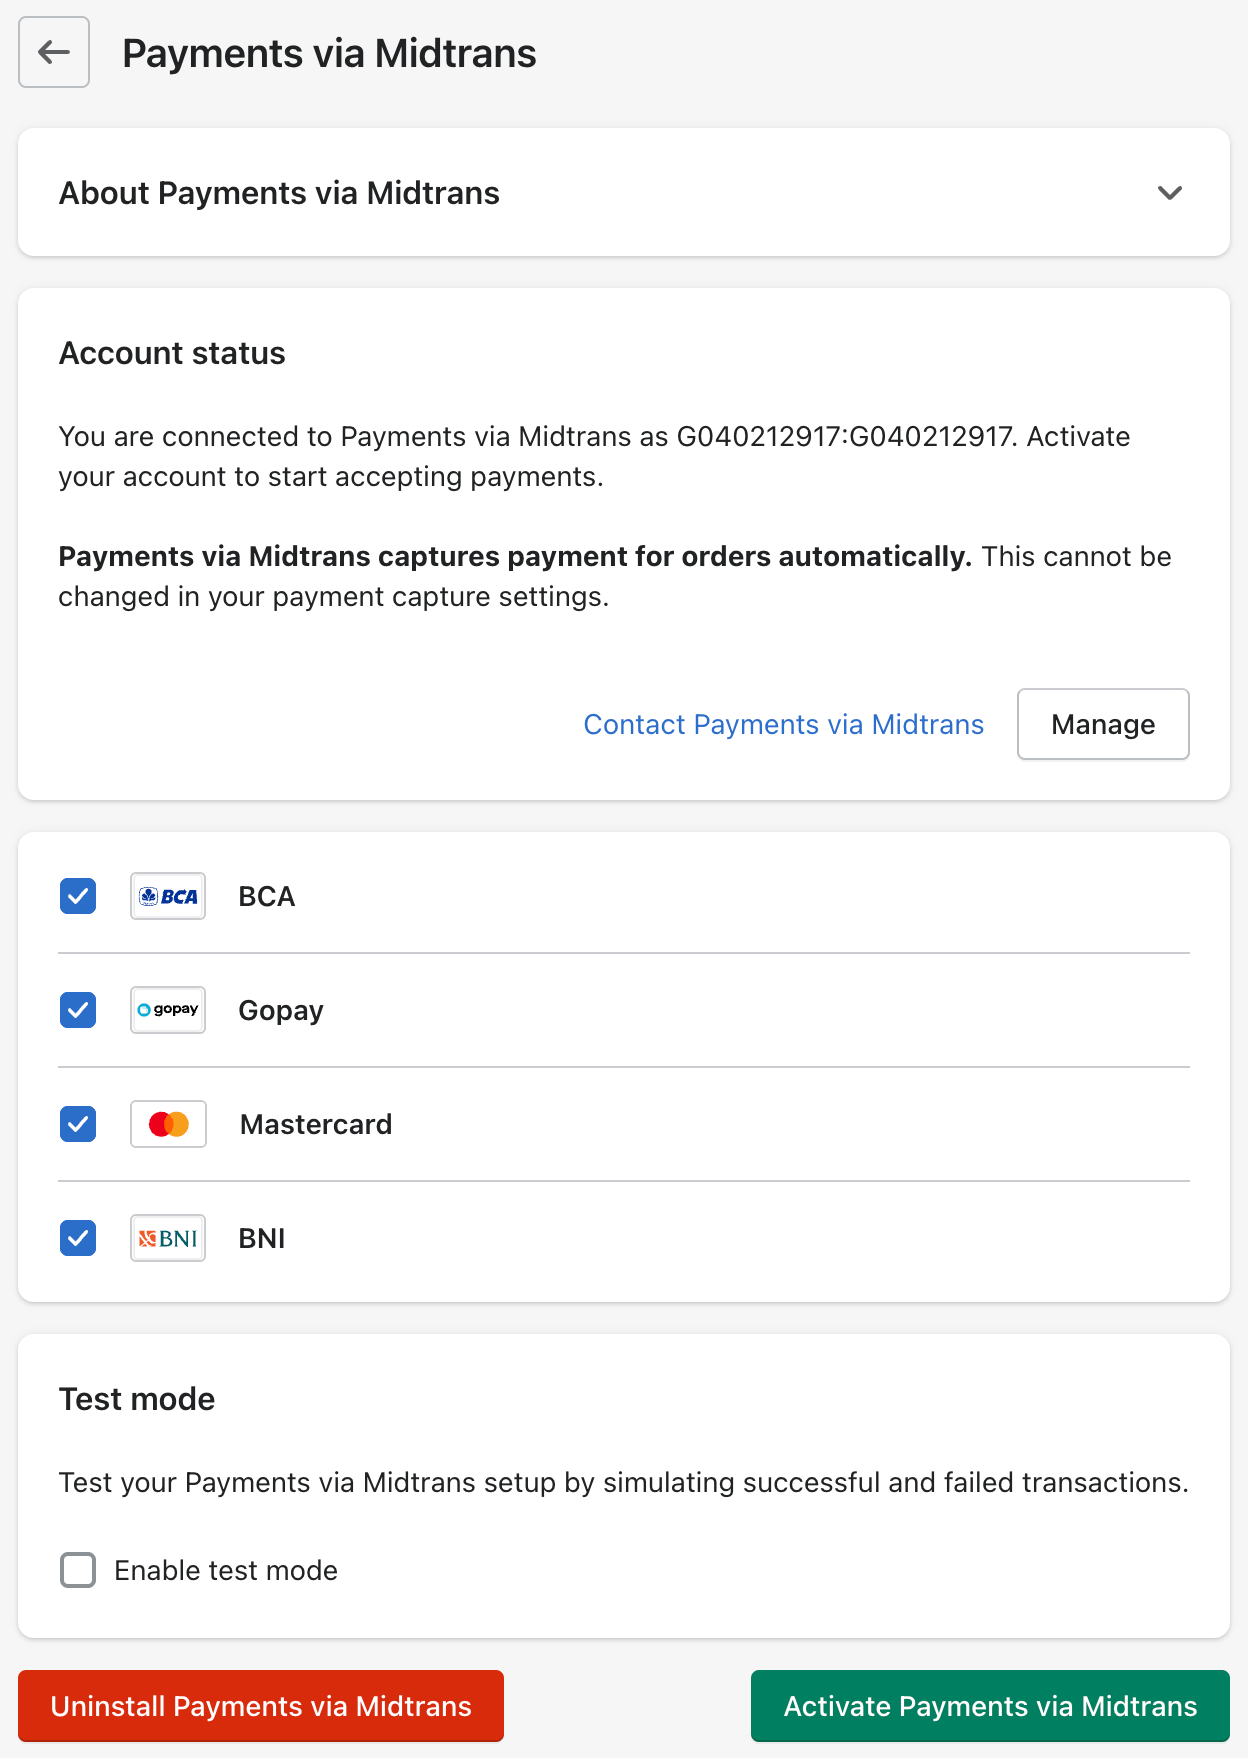 Payments via Midtrans
About Payments via Midtrans
Account status
You are connected to Payments via Midtrans as G040212917:G040212917. Activate
your account to start accepting payments.
Payments via Midtrans captures payment for orders automatically. This cannot be
changed in your payment capture settings.
Contact Payments via Midtrans Manage
BCA BCA
gopay Gopay
Mastercard
BNI BNI
Test mode
Test your Payments via Midtrans setup by simulating successful and failed transactions.
Enable test mode
Uninstall Payments via Midtrans Activate Payments via Midtrans